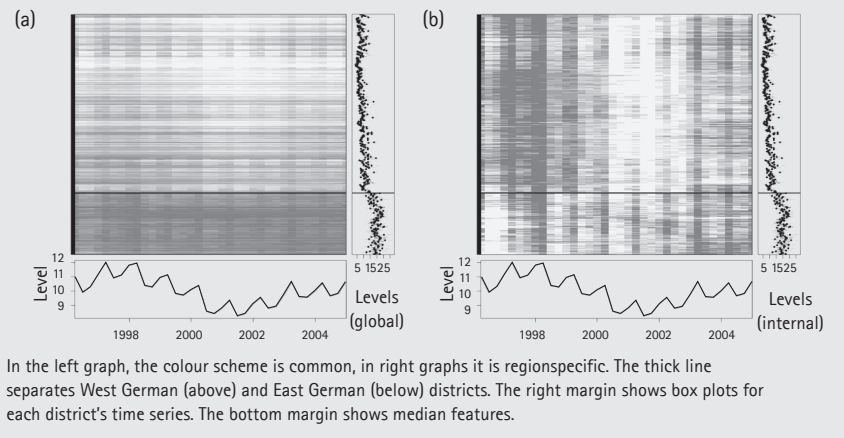 (a)
(b)
5 1525
5 1525
12
11
10
9
Level
12
11
10
9
Level
Levels
(global)
Levels
(internal)
1998 2000 2002 2004
1998 2000 2002 2004
In the left graph, the colour scheme is common, in right graphs it is regionspecific. The thick line
separates West German (above) and East German (below) districts. The right margin shows box plots for
each district's time series. The bottom margin shows median features.